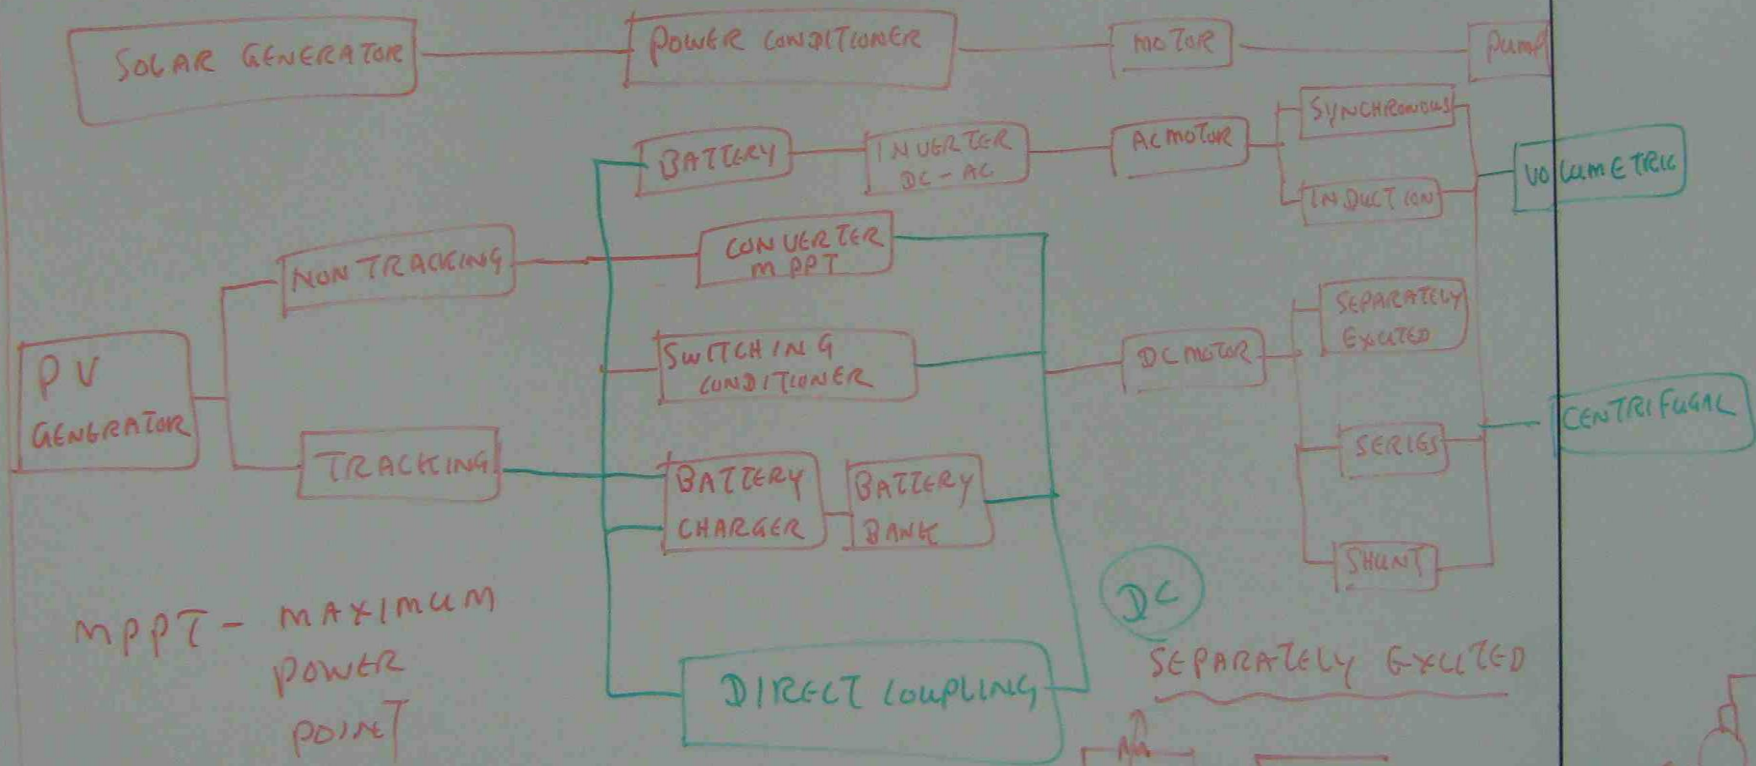 SOLAR GENERATOR
POWER CONDITIONER
MOTOR
PUMP
BATTERY
INVERTER
DC-AC
AC MOTOR
SYNCHRONOUS
INDUCTION
VOLUMETRIC
NON TRACKING
CONVERTER
MPPT
PV
GENERATOR
SWITCHING
CONDITIONER
DC MOTOR
SEPARATELY
EXCITED
SERIES
SHUNT
CENTRIFUGAL
TRACKING
BATTERY
CHARGER
BATTERY
BANK
DIRECT COUPLING
MPPT - MAXIMUM
POWER
POINT
DC
SEPARATELY EXCITED